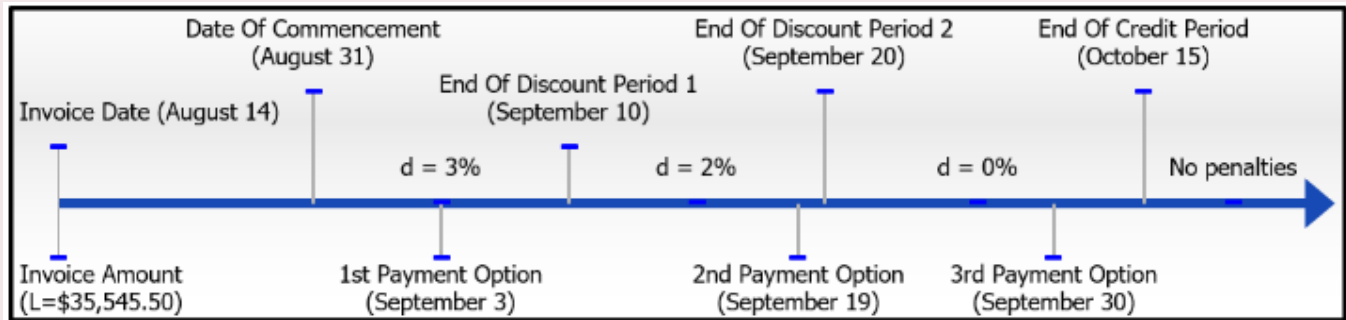 Date Of Commencement
(August 31)
End Of Discount Period 2
(September 20)
End Of Credit Period
(October 15)
End Of Discount Period 1
(September 10)
Invoice Date (August 14)
d = 3%
d = 2%
d = 0%
No penalties
Invoice Amount
(L=$35,545.50)
1st Payment Option
(September 3)
2nd Payment Option
(September 19)
3rd Payment Option
(September 30)